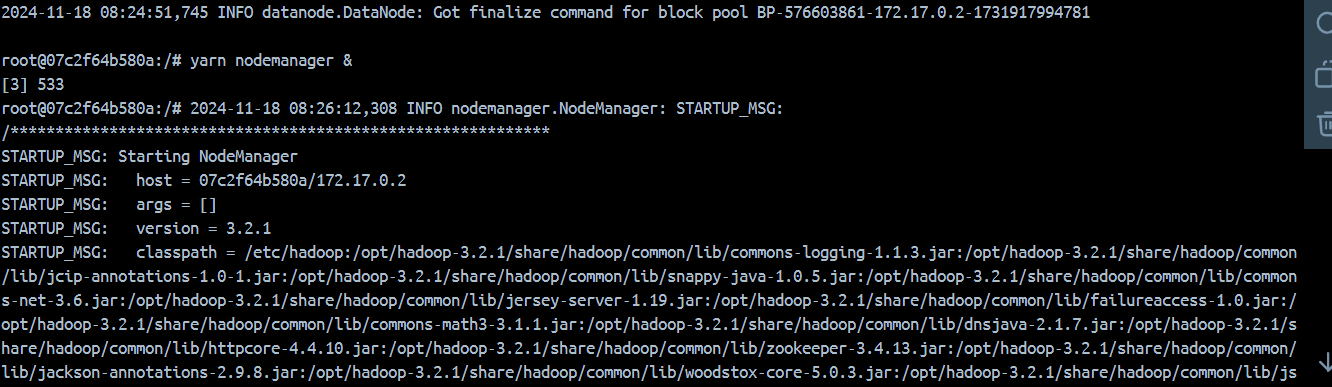 2024-11-18 08:24:51,745 INFO datanode.DataNode: Got finalize command for block pool BP-576603861-172.17.0.2-1731917994781
root@07c2f64b580a:/# yarn nodemanager &
[3] 533
root@07c2f64b580a:/# 2024-11-18 08:26:12,308 INFO nodemanager.NodeManager: STARTUP_MSG:
/************************************************************
STARTUP_MSG: Starting NodeManager
STARTUP_MSG:   host = 07c2f64b580a/172.17.0.2
STARTUP_MSG:   args = []
STARTUP_MSG:   version = 3.2.1
STARTUP_MSG:   classpath = /etc/hadoop:/opt/hadoop-3.2.1/share/hadoop/common/lib/commons-logging-1.1.3.jar:/opt/hadoop-3.2.1/share/hadoop/common
/lib/jcip-annotations-1.0-1.jar:/opt/hadoop-3.2.1/share/hadoop/common/lib/snappy-java-1.0.5.jar:/opt/hadoop-3.2.1/share/hadoop/common/lib/common
s-net-3.6.jar:/opt/hadoop-3.2.1/share/hadoop/common/lib/jersey-server-1.19.jar:/opt/hadoop-3.2.1/share/hadoop/common/lib/failureaccess-1.0.jar:/
opt/hadoop-3.2.1/share/hadoop/common/lib/commons-math3-3.1.1.jar:/opt/hadoop-3.2.1/share/hadoop/common/lib/dnsjava-2.1.7.jar:/opt/hadoop-3.2.1/s
hare/hadoop/common/lib/httpcore-4.4.10.jar:/opt/hadoop-3.2.1/share/hadoop/common/lib/zookeeper-3.4.13.jar:/opt/hadoop-3.2.1/share/hadoop/common/
lib/jackson-annotations-2.9.8.jar:/opt/hadoop-3.2.1/share/hadoop/common/lib/woodstox-core-5.0.3.jar:/opt/hadoop-3.2.1/share/hadoop/common/lib/js